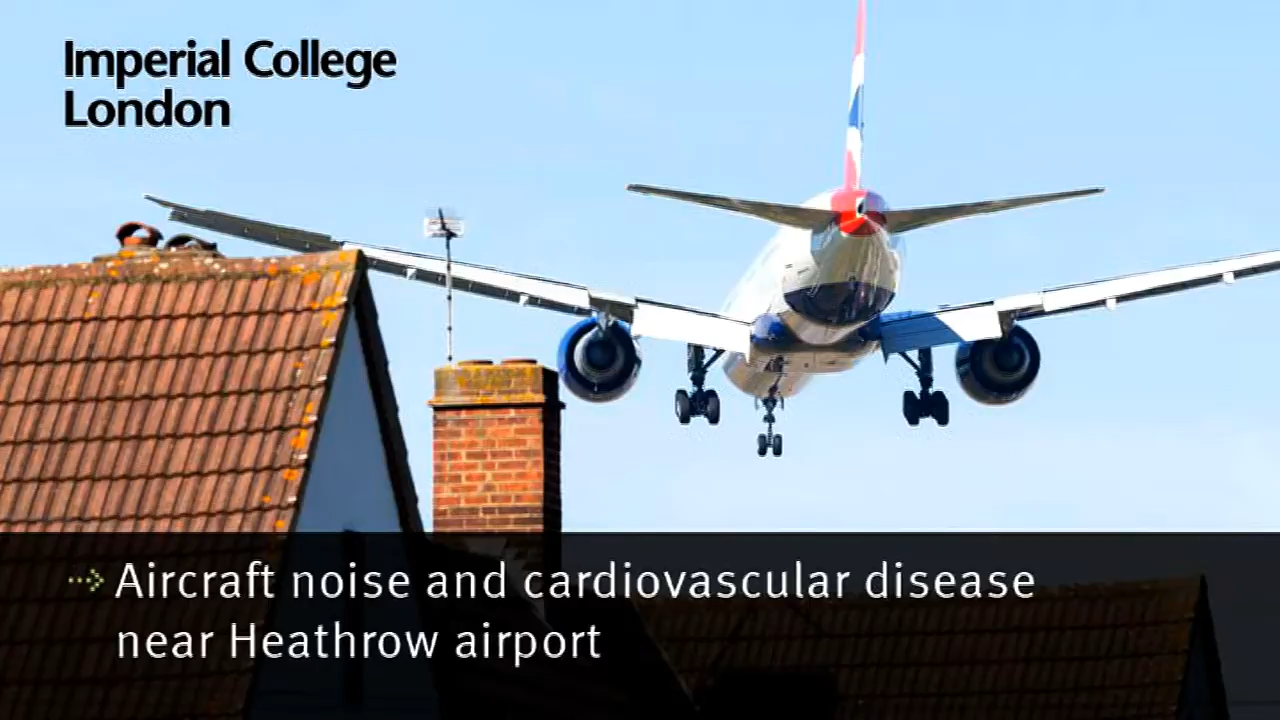 Imperial College
London
Aircraft noise and cardiovascular disease
near Heathrow airport